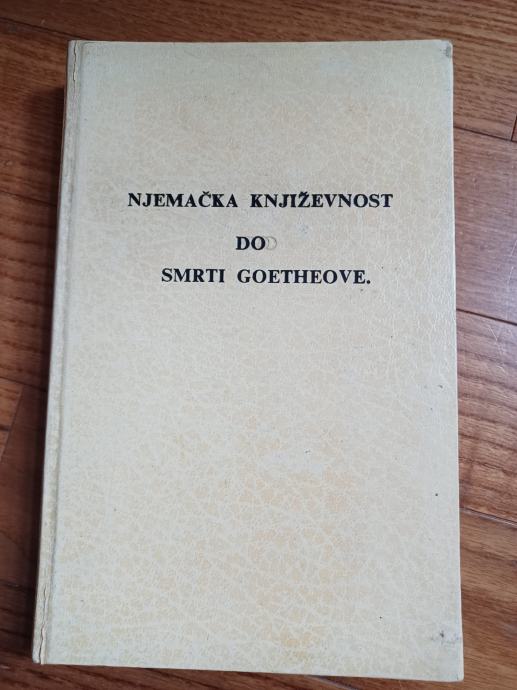 NJEMAČKA KNJIŽEVNOST
DO
SMRTI GOETHEOVE.